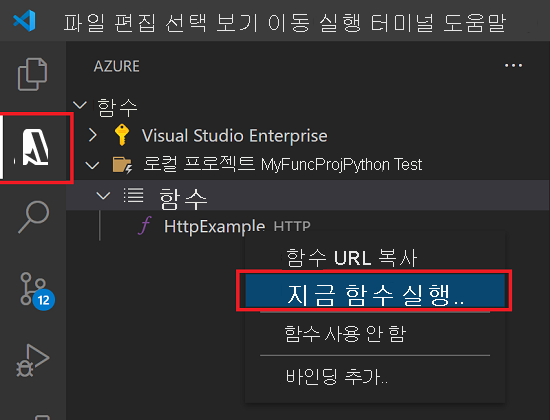 파일 편집 선택 보기 이동 실행 터미널 도움말
AZURE ...
함수
Visual Studio Enterprise
로컬 프로젝트 MyFuncProjPython Test
함수
f HttpExample HTTP
함수 URL 복사
지금 함수 실행..
함수 사용 안 함
바인딩 추가..
12